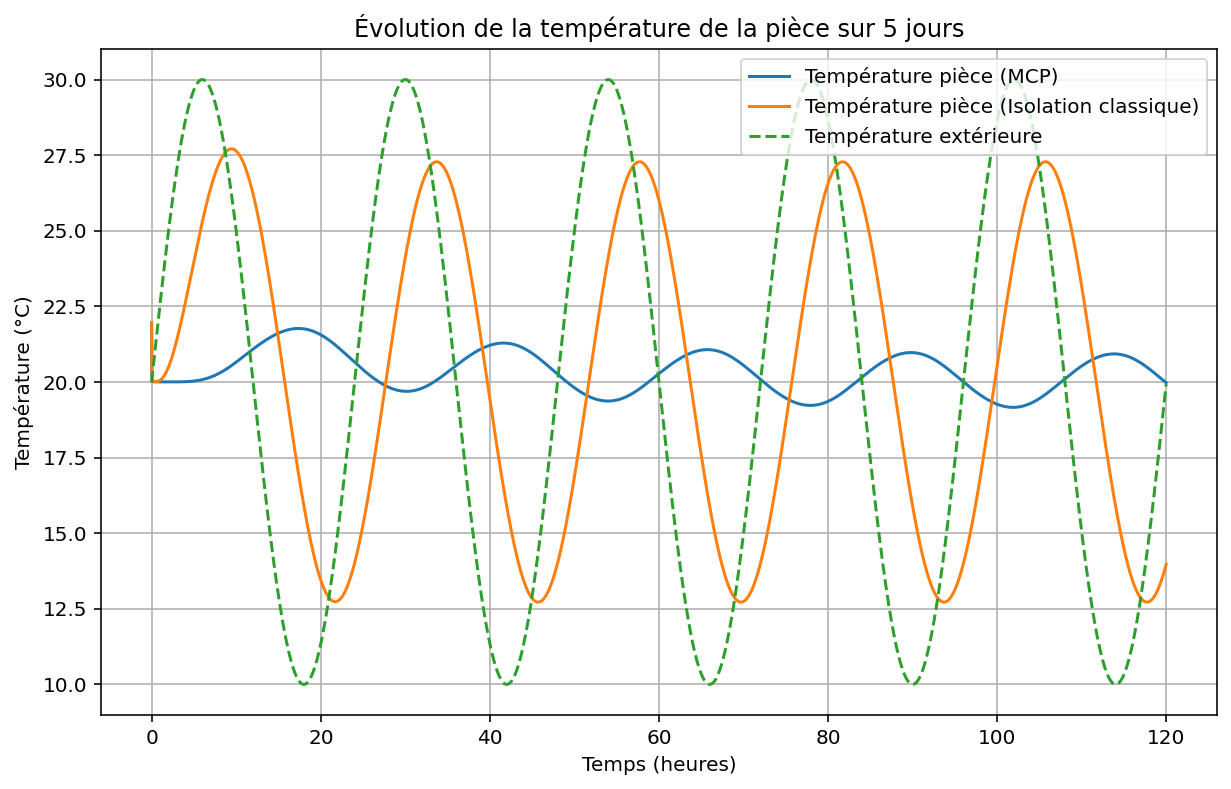 Évolution de la température de la pièce sur 5 jours
Température pièce (MCP)
Température pièce (Isolation classique)
Température extérieure
Température (°C)
30.0
27.5
25.0
22.5
20.0
17.5
15.0
12.5
10.0
0
20
40
60
80
100
120
Temps (heures)